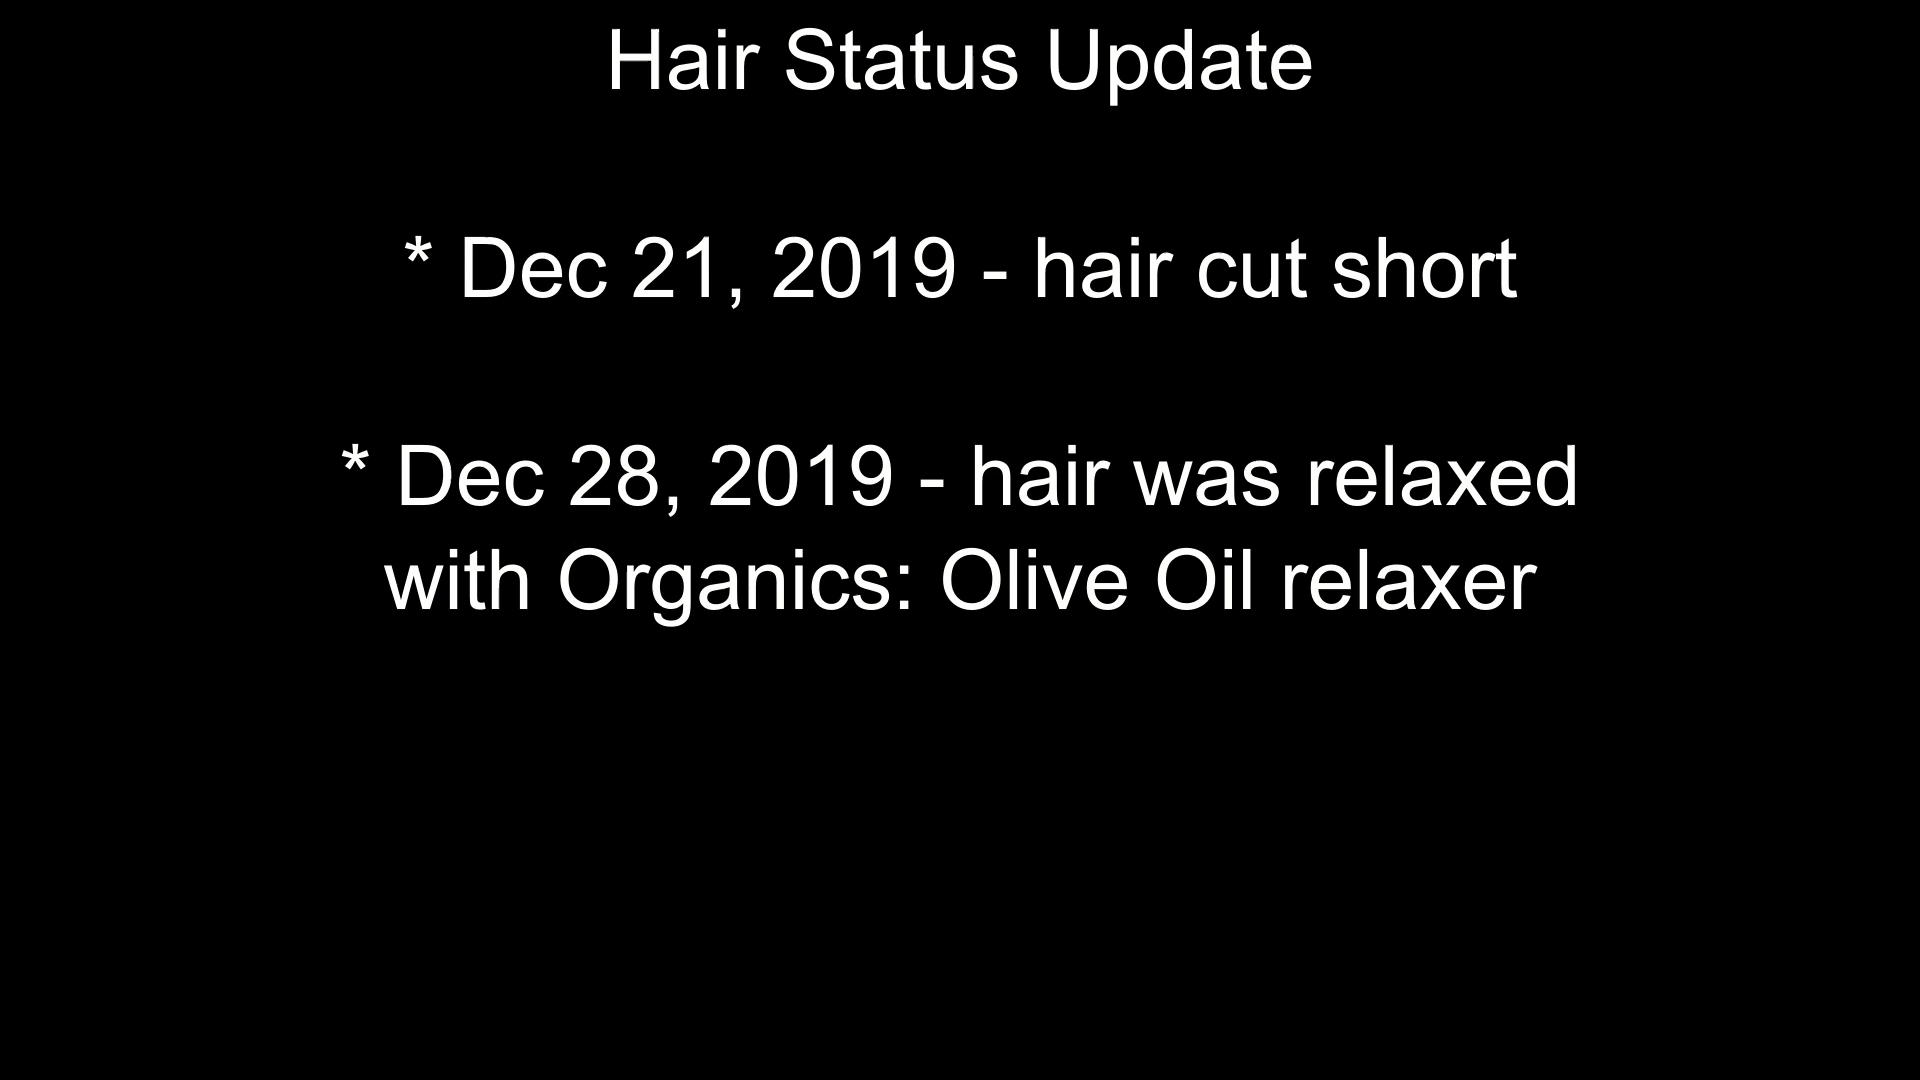 Hair Status Update
* Dec 21, 2019 - hair cut short
* Dec 28, 2019 - hair was relaxed
with Organics: Olive Oil relaxer